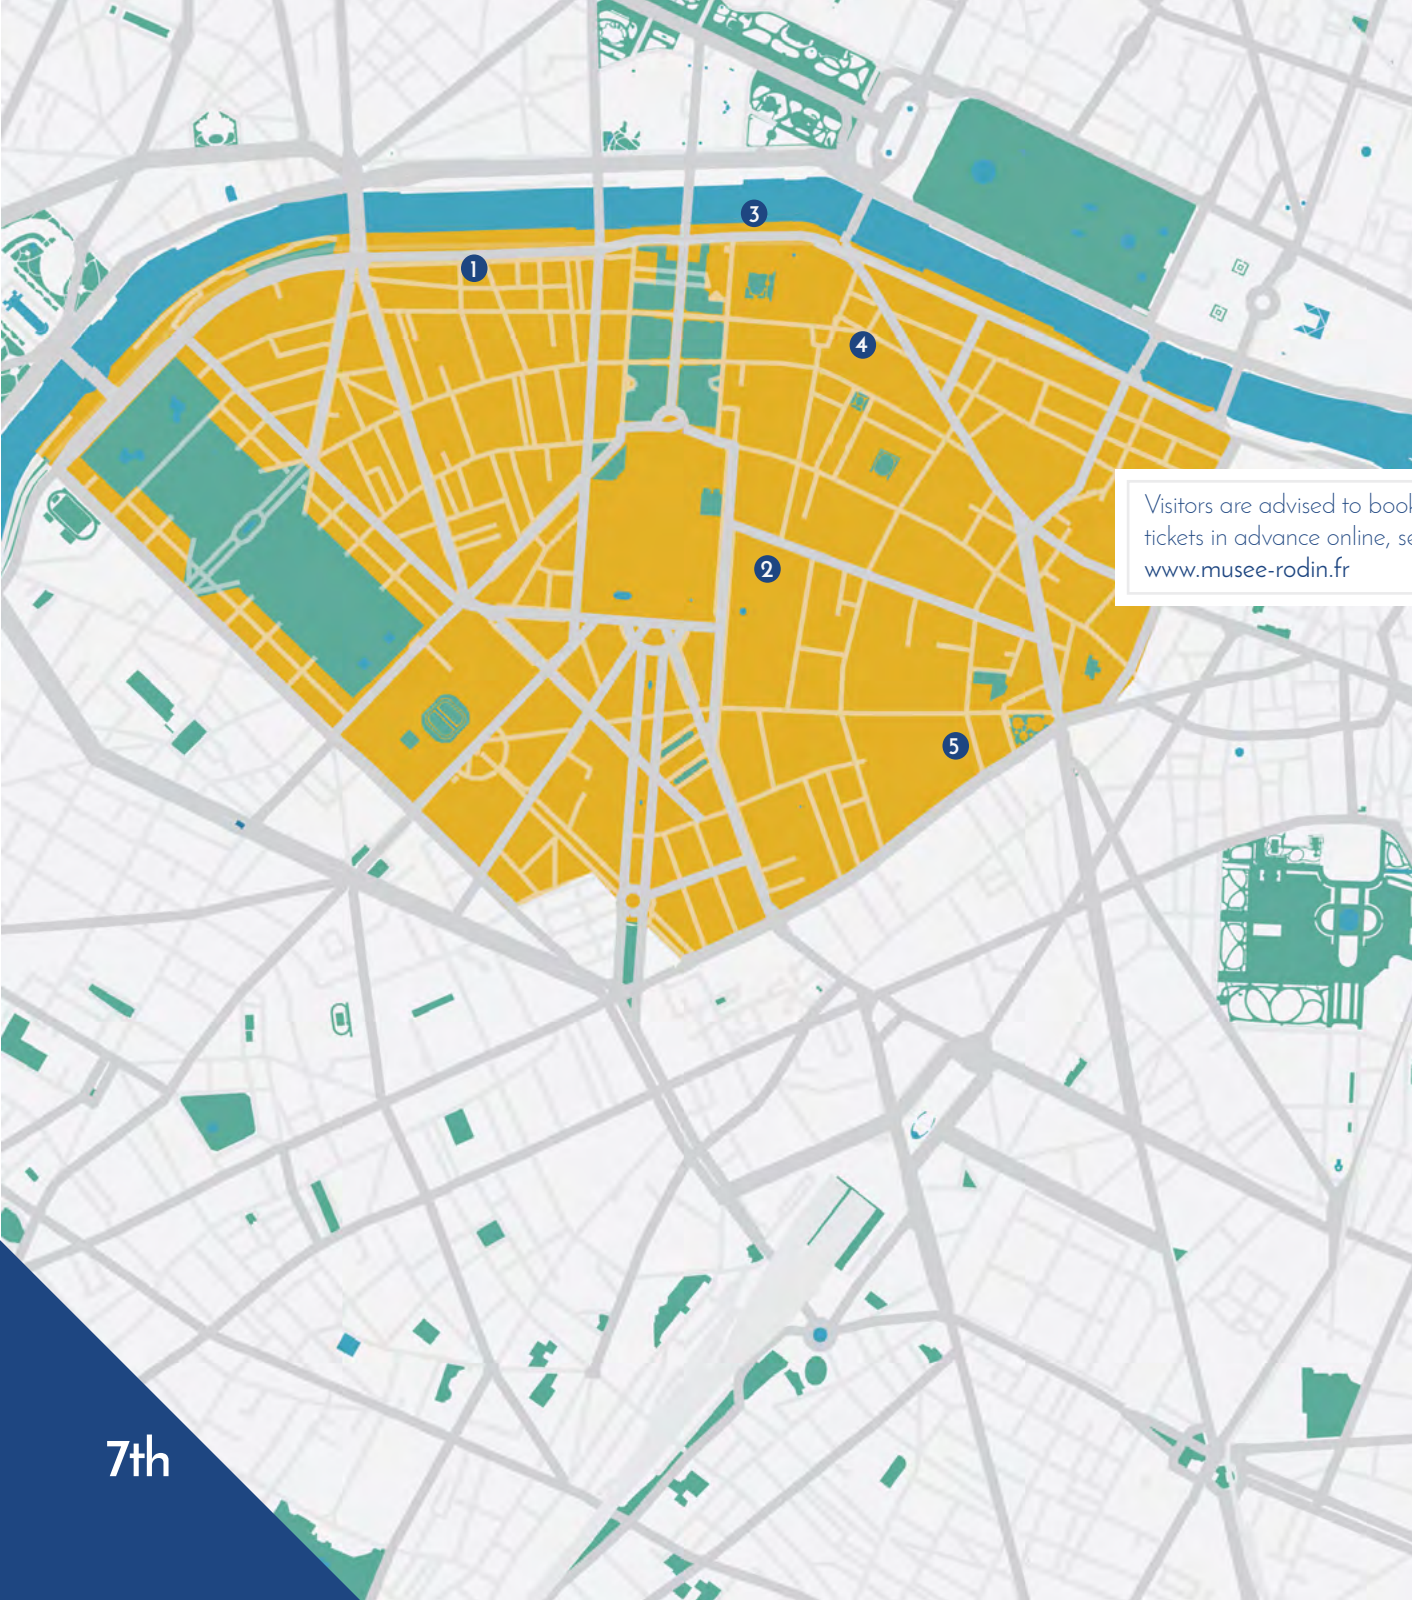 3
1
4
Visitors are advised to book
tickets in advance online, se
www.musee-rodin.fr
2
5
7th